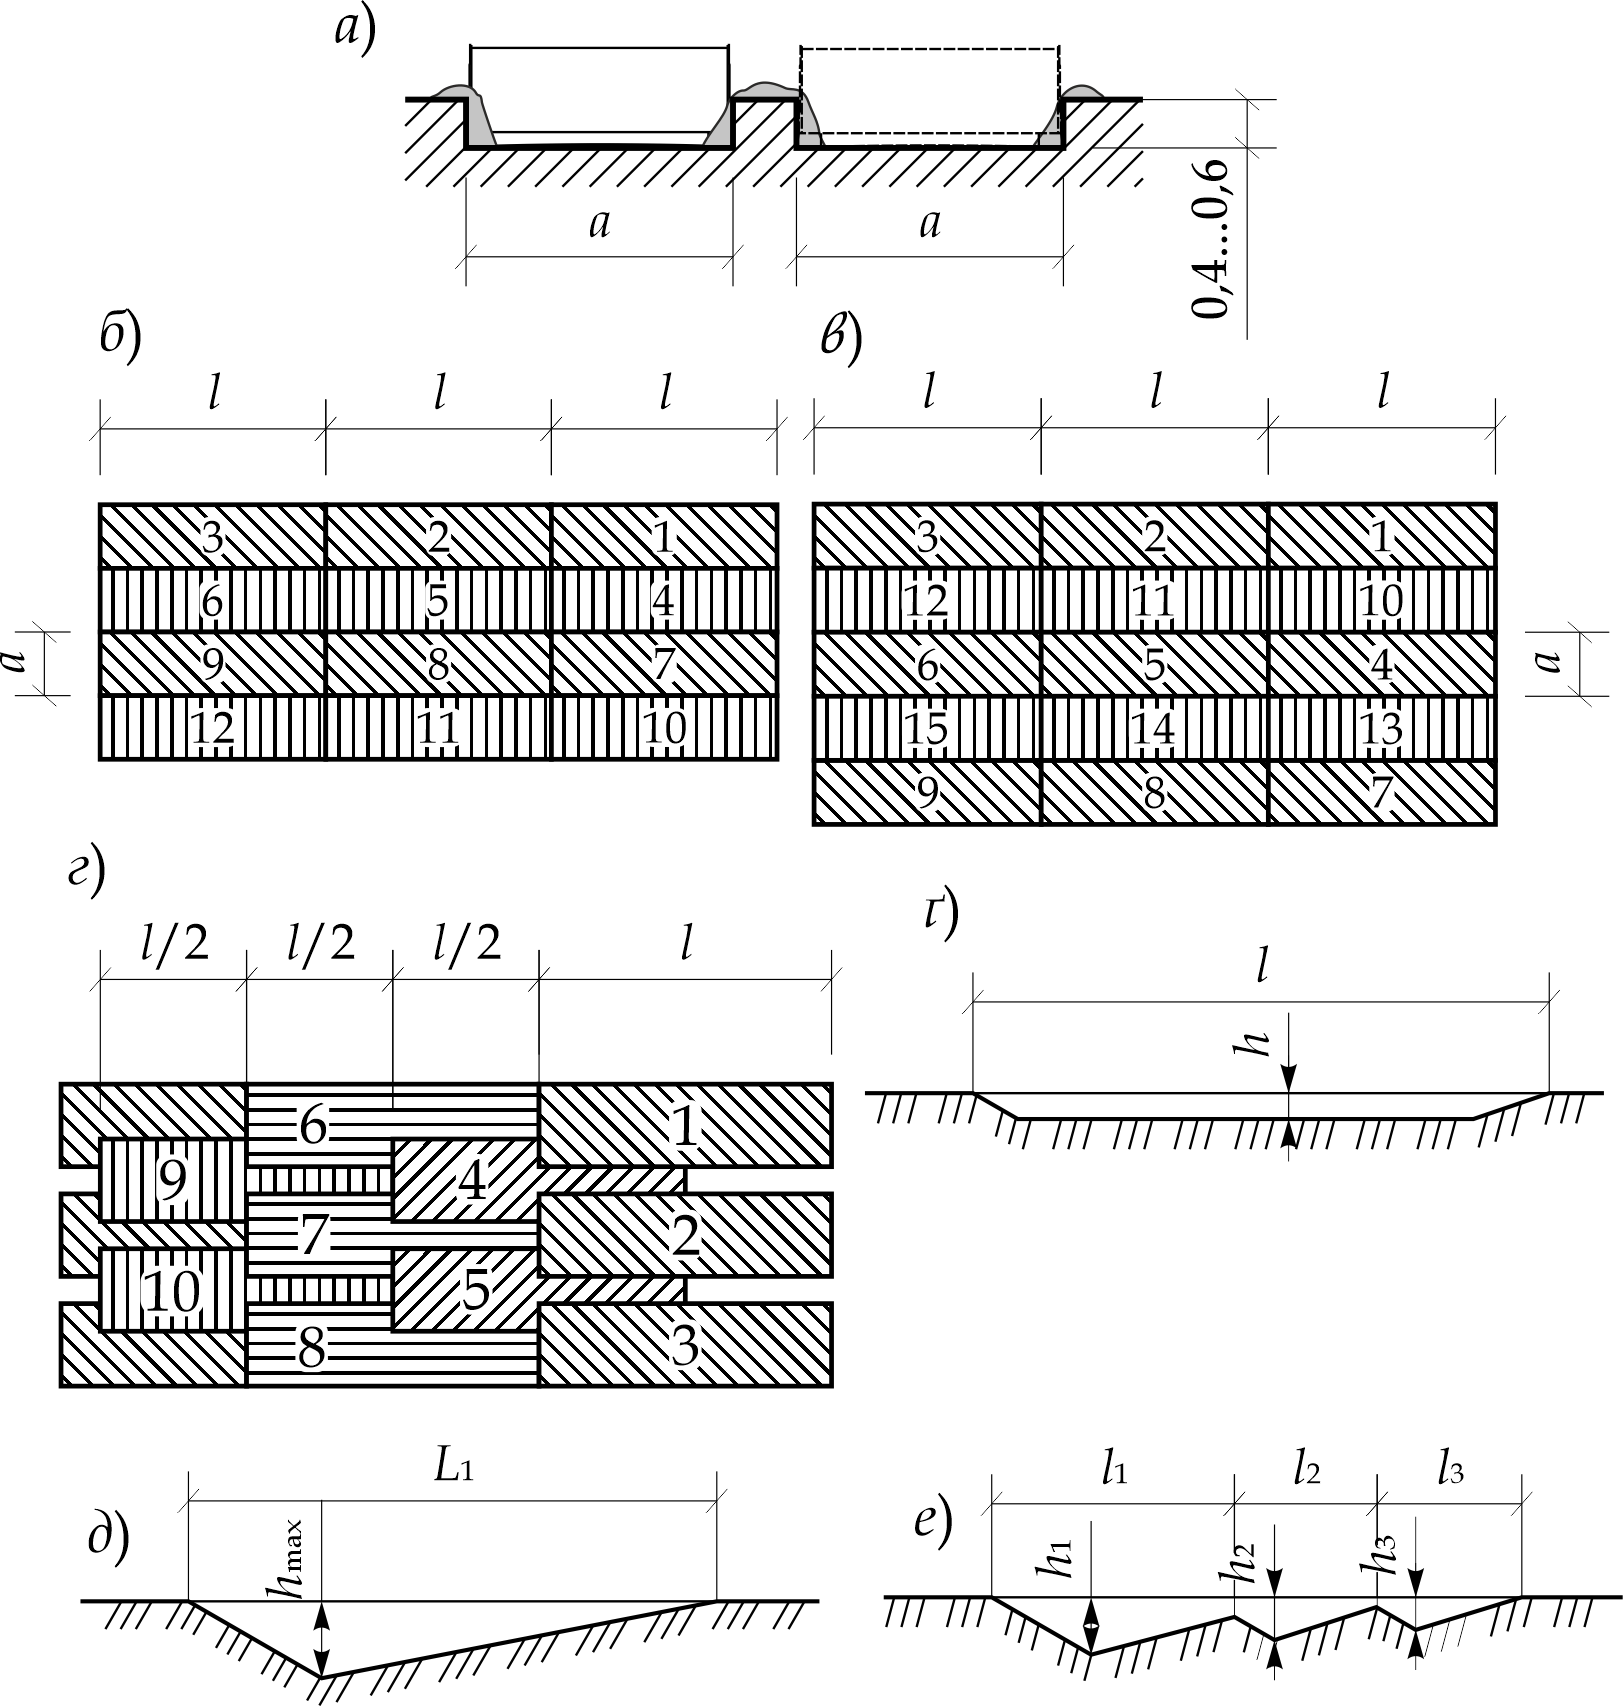 а)
a a
0,4...0,6
б)
l l l
3 2 1
6 5 4
9 8 7
12 11 10
a
в)
l l l
3 2 1
12 11 10
6 5 4
15 14 13
9 8 7
a
г)
l/2 l/2 l/2 l
6 1
9 4
7 2
10 5
8 3
ґ)
l
h
д)
L1
hmax
е)
l1 l2 l3
h1 h2 h3